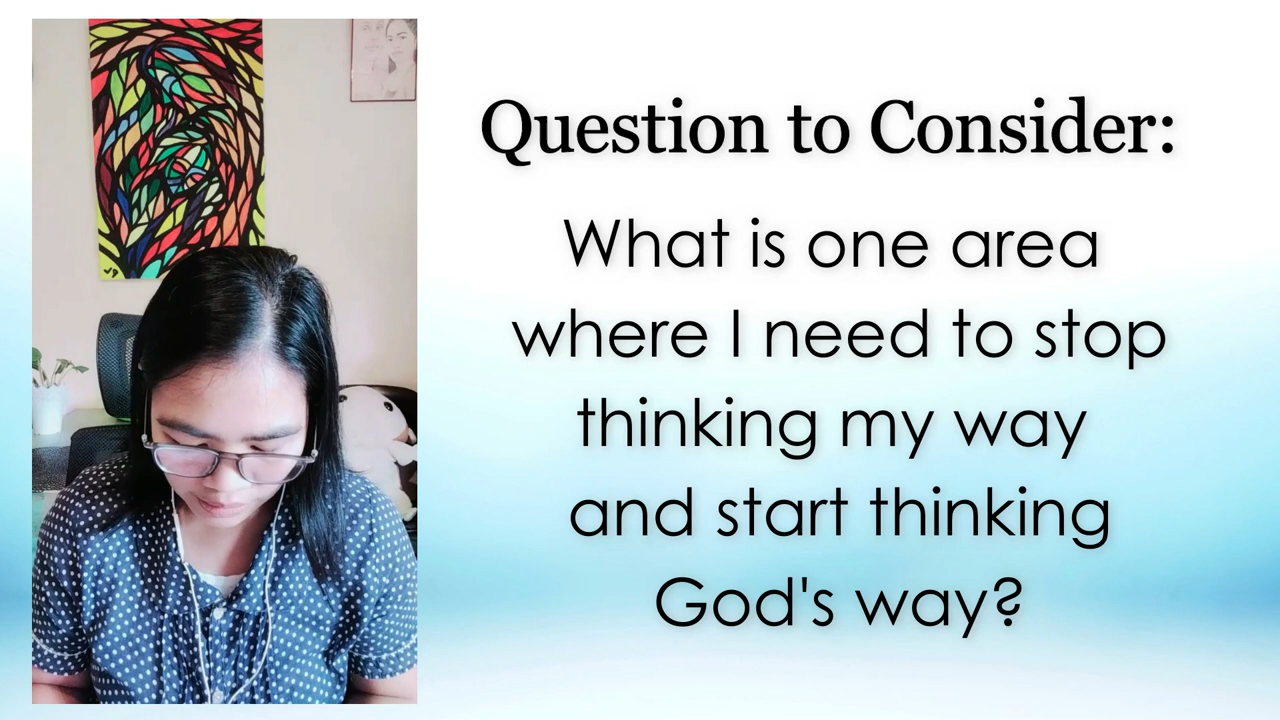 Question to Consider:
What is one area
where I need to stop
thinking my way
and start thinking
God's way?